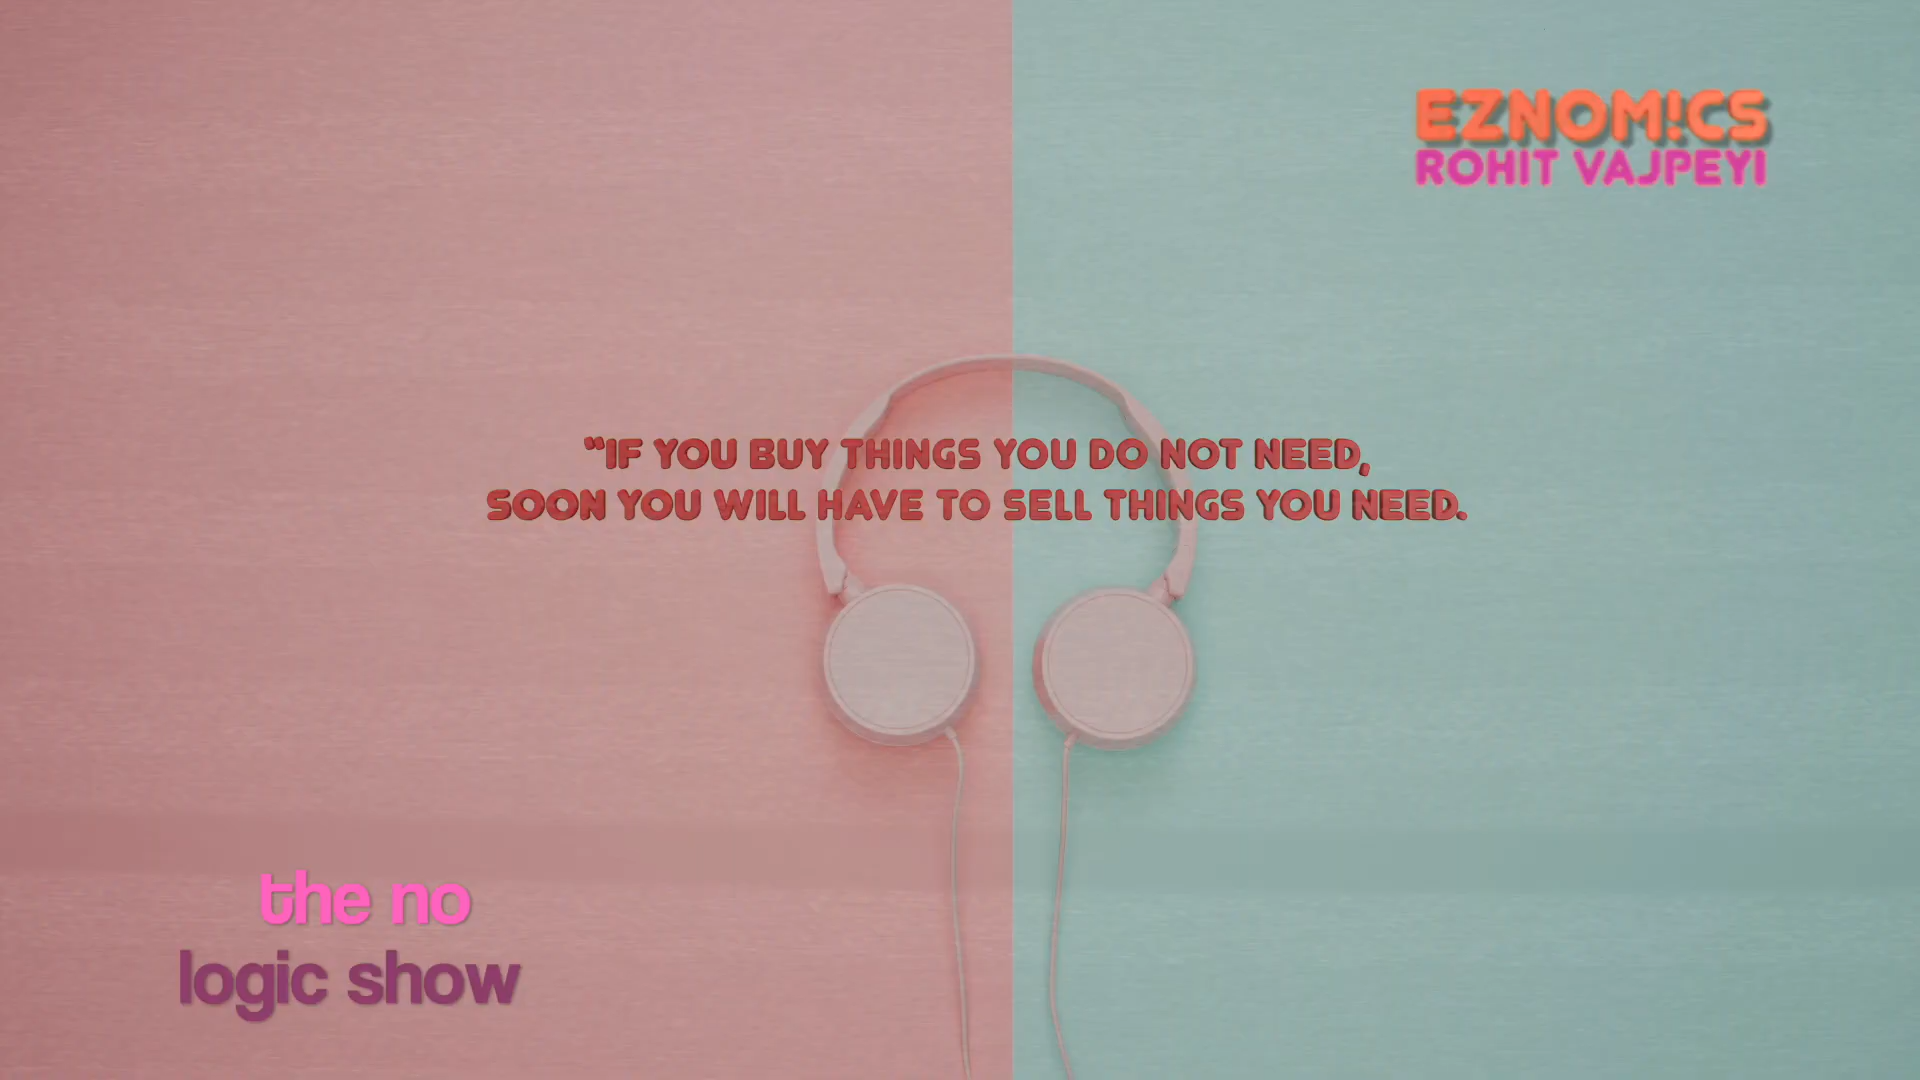 EZNOM!CS
ROHIT VAJPEYI
“IF YOU BUY THINGS YOU DO NOT NEED,
SOON YOU WILL HAVE TO SELL THINGS YOU NEED.
the no
logic show